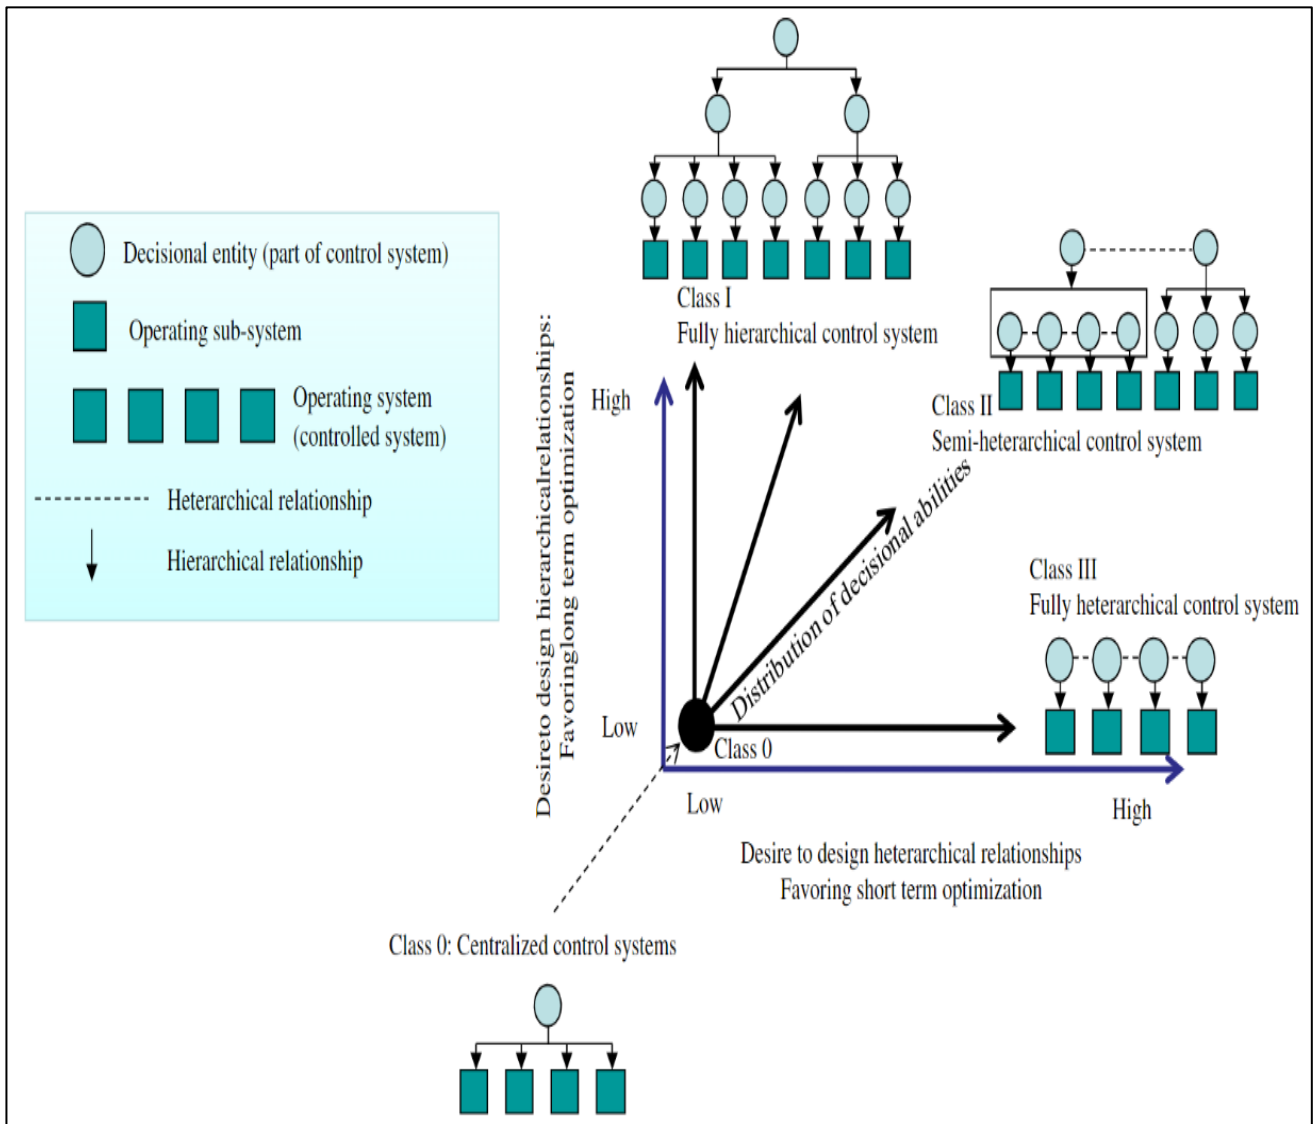 Decisional entity (part of control system)
Operating sub-system
Operating system
(controlled system)
Heterarchical relationship
Hierarchical relationship
Class I
Fully hierarchical control system
Class II
Semi-heterarchical control system
Class III
Fully heterarchical control system
Desireto design hierarchicalrelationships:
Favoringlong term optimization
High
Low
Distribution of decisional abilities
Class 0
Low
High
Desire to design heterarchical relationships
Favoring short term optimization
Class 0: Centralized control systems